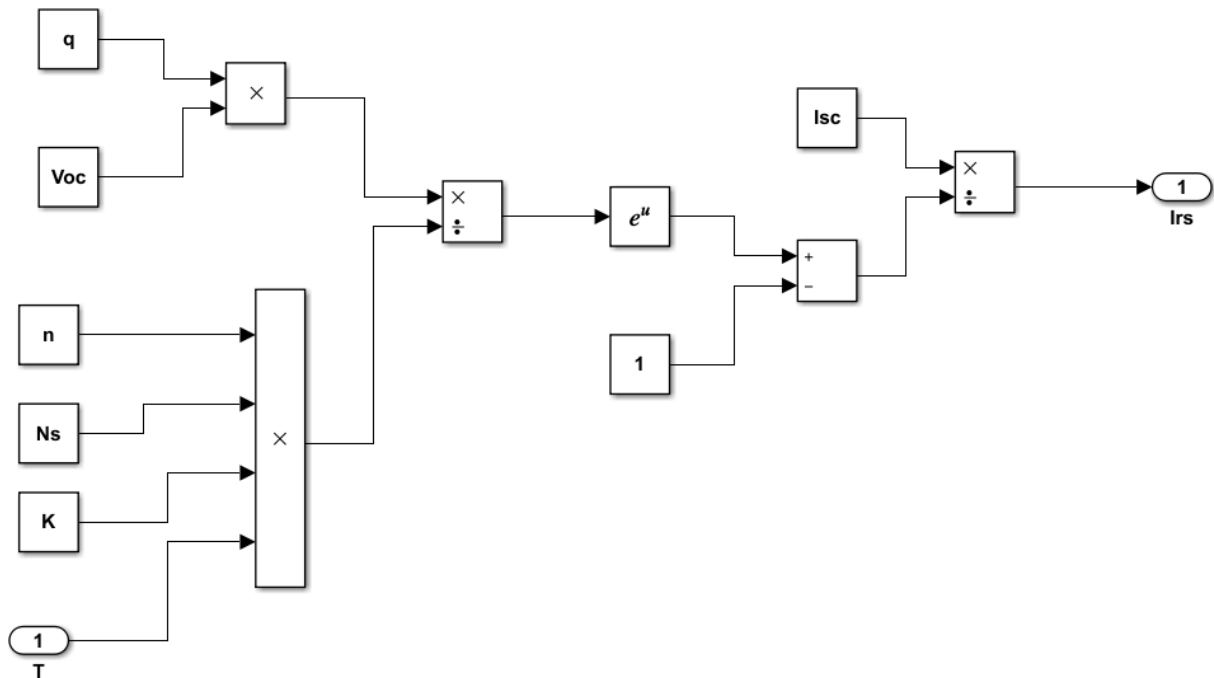 q
×
Voc
Isc
×
÷
1
Irs
×
÷
e^u
+
−
n
1
Ns
×
K
1
T